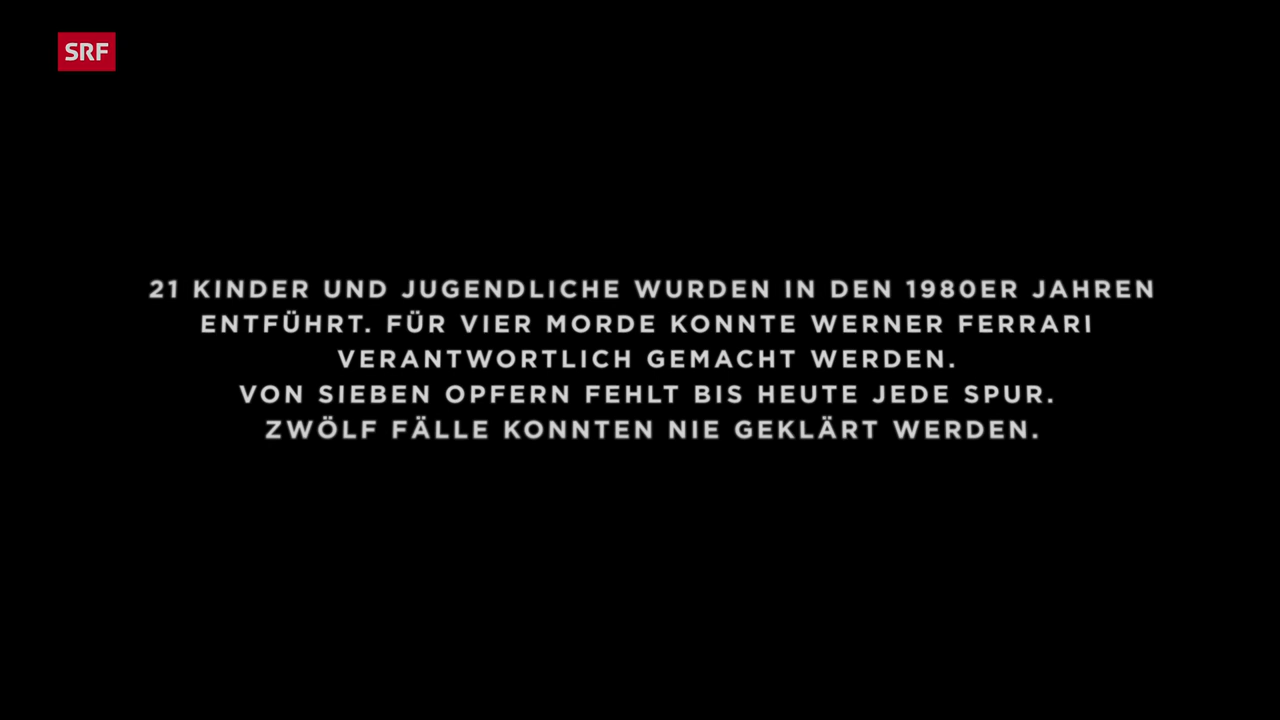 SRF
21 KINDER UND JUGENDLICHE WURDEN IN DEN 1980ER JAHREN
ENTFÜHRT. FÜR VIER MORDE KONNTE WERNER FERRARI
VERANTWORTLICH GEMACHT WERDEN.
VON SIEBEN OPFERN FEHLT BIS HEUTE JEDE SPUR.
ZWÖLF FÄLLE KONNTEN NIE GEKLÄRT WERDEN.